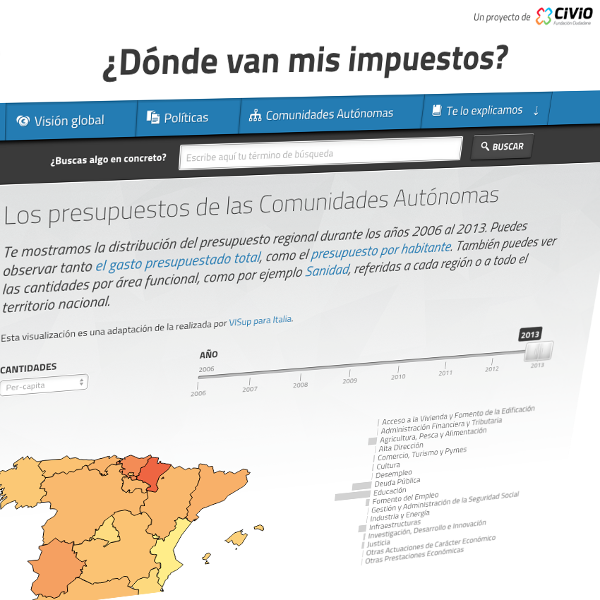 Un proyecto de CiViO
Fundación Ciudadana
¿Dónde van mis impuestos?
Visión global
Políticas
Comunidades Autónomas
Te lo explicamos ↓
¿Buscas algo en concreto?
Escribe aquí tu término de búsqueda
BUSCAR
Los presupuestos de las Comunidades Autónomas
Te mostramos la distribución del presupuesto regional durante los años 2006 al 2013. Puedes
observar tanto el gasto presupuestado total, como el presupuesto por habitante. También puedes ver
las cantidades por área funcional, como por ejemplo Sanidad, referidas a cada región o a todo el
territorio nacional.
Esta visualización es una adaptación de la realizada por VISup para Italia.
CANTIDADES
Per-capita
AÑO
2006
2013
2006
2007
2008
2009
2010
2011
2012
2013
Acceso a la Vivienda y Fomento de la Edificación
Administración Financiera y Tributaria
Agricultura, Pesca y Alimentación
Alta Dirección
Comercio, Turismo y Pymes
Cultura
Desempleo
Deuda Pública
Educación
Fomento del Empleo
Gestión y Administración de la Seguridad Social
Industria y Energía
Infraestructuras
Investigación, Desarrollo e Innovación
Justicia
Otras Actuaciones de Carácter Económico
Otras Prestaciones Económicas